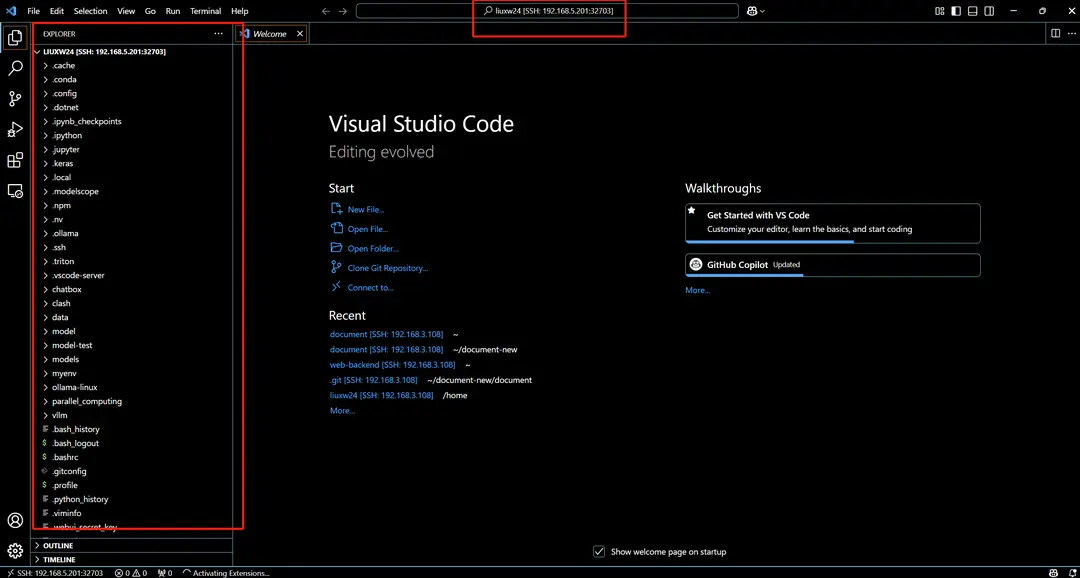 File Edit Selection View Go Run Terminal Help
liuxw24 [SSH: 192.168.5.201:32703]
EXPLORER
Welcome
LIUXW24 [SSH: 192.168.5.201:32703]
.cache
.conda
.config
.dotnet
.ipynb_checkpoints
.ipython
.jupyter
.keras
.local
.modelscope
.npm
.nv
.ollama
.ssh
.triton
.vscode-server
chatbox
clash
data
model
model-test
models
myenv
ollama-linux
parallel_computing
vllm
.bash_history
.bash_logout
.bashrc
.gitconfig
.profile
.python_history
.viminfo
.webui_secret_key
OUTLINE
TIMELINE
Visual Studio Code
Editing evolved
Start
New File...
Open File...
Open Folder...
Clone Git Repository...
Connect to...
Recent
document [SSH: 192.168.3.108] ~
document [SSH: 192.168.3.108] ~/document-new
web-backend [SSH: 192.168.3.108] ~
.git [SSH: 192.168.3.108] ~/document-new/document
liuxw24 [SSH: 192.168.3.108] /home
More...
Walkthroughs
Get Started with VS Code
Customize your editor, learn the basics, and start coding
GitHub Copilot Updated
More...
Show welcome page on startup
SSH: 192.168.5.201:32703 0 0 0 Activating Extensions...